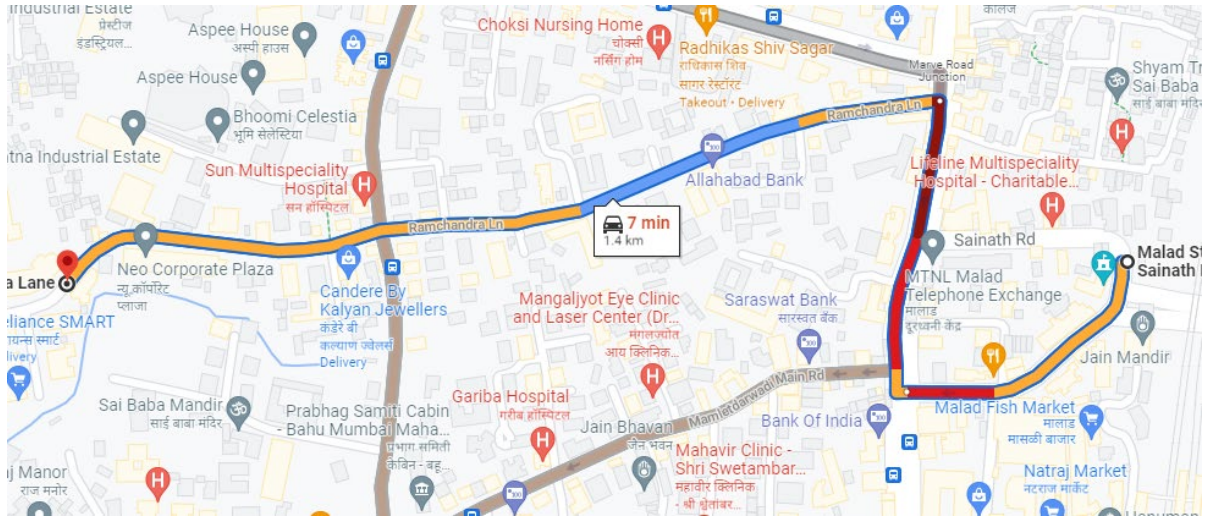 Industrial Estate
प्रेस्टीज
इंडस्ट्रियल...
Aspee House
अस्पी हाउस
Aspee House
Bhoomi Celestia
भूमि सेलेस्टिया
Industrial Estate
Choksi Nursing Home
चोक्सी
नर्सिंग होम
Radhikas Shiv Sagar
राधिकास शिव
सागर रेस्टॉरंट
Takeout • Delivery
कॉलेज
Marve Road
Junction
Shyam
Sai Baba
साई बाबा
Ramchandra Ln
Allahabad Bank
Lifeline Multispeciality
Hospital - Charitable...
Sun Multispeciality
Hospital
सन हॉस्पिटल
Ramchandra Ln
7 min
1.4 km
Sainath Rd
Malad
Sainath
Lane
Neo Corporate Plaza
न्यू कॉर्पोरेट
प्लाजा
Candere By
Kalyan Jewellers
कॅंडेरे बी
कल्याण ज्वेलर्स
Delivery
MTNL Malad
Telephone Exchange
मालाड
दूरध्वनी केंद्र
Mangaljyot Eye Clinic
and Laser Center (Dr...
मंगलज्योत
आय क्लिनिक...
Saraswat Bank
सारस्वत बँक
SMART
स्मार्ट
Jain Mandir
Mamletdarwadi Main Rd
Sai Baba Mandir
साई बाबा मंदिर
Prabhag Samiti Cabin
- Bahu Mumbai Maha...
प्रभाग समिती
केबिन - बहू...
Gariba Hospital
गरीब हॉस्पिटल
Jain Bhavan
जैन भवन
Bank Of India
Malad Fish Market
मालाड
मासळी बाजार
Mahavir Clinic -
Shri Swetambar...
महावीर क्लिनिक
- श्री श्वेतांबर...
Natraj Market
नटराज मार्केट
Manor
राज मनोर